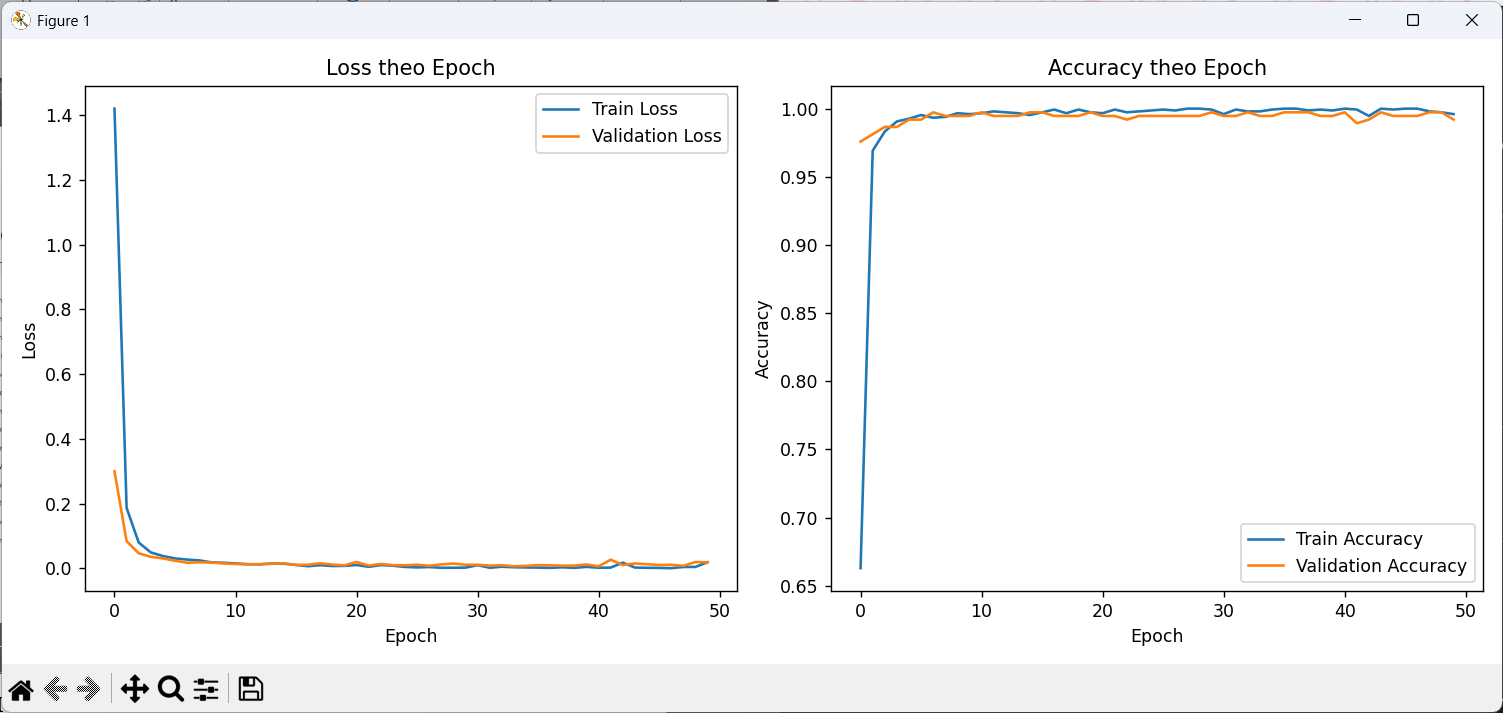 Figure 1
Loss theo Epoch
Train Loss
Validation Loss
1.4
1.2
1.0
0.8
0.6
0.4
0.2
0.0
Loss
0 10 20 30 40 50
Epoch
Accuracy theo Epoch
1.00
0.95
0.90
0.85
0.80
0.75
0.70
0.65
Accuracy
Train Accuracy
Validation Accuracy
0 10 20 30 40 50
Epoch